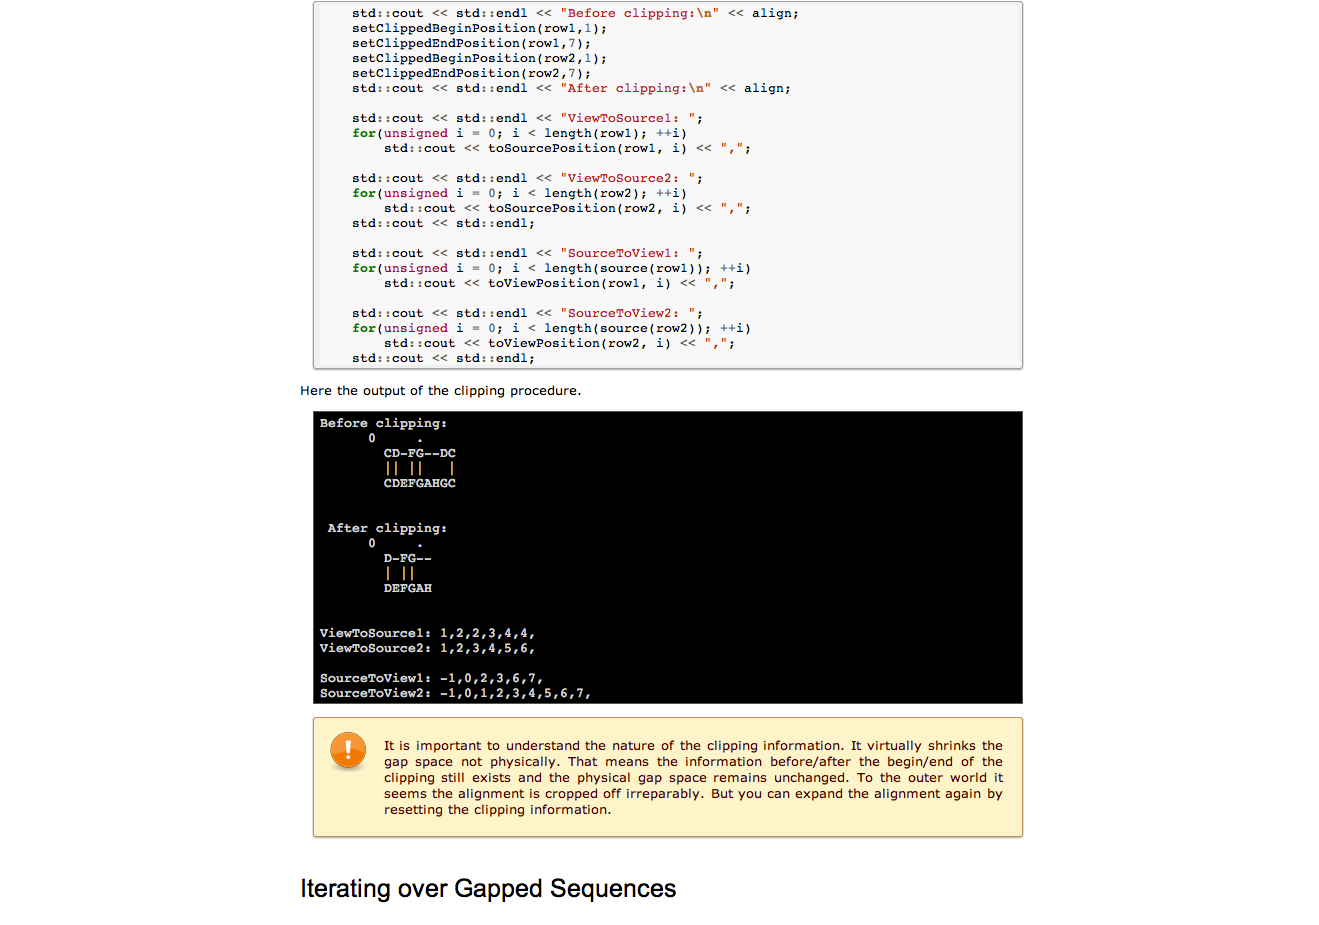 std::cout << std::endl << "Before clipping:\n" << align;
setClippedBeginPosition(row1,1);
setClippedEndPosition(row1,7);
setClippedBeginPosition(row2,1);
setClippedEndPosition(row2,7);
std::cout << std::endl << "After clipping:\n" << align;
std::cout << std::endl << "ViewToSource1: ";
for(unsigned i = 0; i < length(row1); ++i)
std::cout << toSourcePosition(row1, i) << ",";
std::cout << std::endl << "ViewToSource2: ";
for(unsigned i = 0; i < length(row2); ++i)
std::cout << toSourcePosition(row2, i) << ",";
std::cout << std::endl;
std::cout << std::endl << "SourceToView1: ";
for(unsigned i = 0; i < length(source(row1)); ++i)
std::cout << toViewPosition(row1, i) << ",";
std::cout << std::endl << "SourceToView2: ";
for(unsigned i = 0; i < length(source(row2)); ++i)
std::cout << toViewPosition(row2, i) << ",";
std::cout << std::endl;
Here the output of the clipping procedure.
Before clipping:
0 .
CD-FG--DC
|| || |
CDEFGAHGC
After clipping:
0 .
D-FG--
| ||
DEFGAH
ViewToSource1: 1,2,2,3,4,4,
ViewToSource2: 1,2,3,4,5,6,
SourceToView1: -1,0,2,3,6,7,
SourceToView2: -1,0,1,2,3,4,5,6,7,
It is important to understand the nature of the clipping information. It virtually shrinks the
gap space not physically. That means the information before/after the begin/end of the
clipping still exists and the physical gap space remains unchanged. To the outer world it
seems the alignment is cropped off irreparably. But you can expand the alignment again by
resetting the clipping information.
Iterating over Gapped Sequences